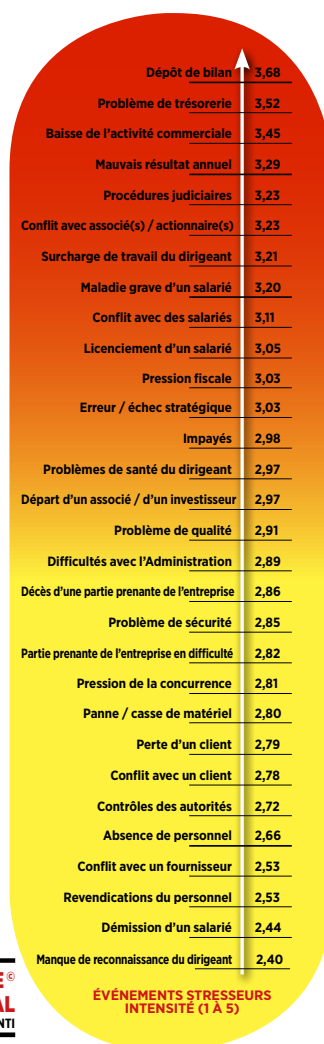 Dépôt de bilan 3,68
Problème de trésorerie 3,52
Baisse de l'activité commerciale 3,45
Mauvais résultat annuel 3,29
Procédures judiciaires 3,23
Conflit avec associé(s) / actionnaire(s) 3,23
Surcharge de travail du dirigeant 3,21
Maladie grave d'un salarié 3,20
Conflit avec des salariés 3,11
Licenciement d'un salarié 3,05
Pression fiscale 3,03
Erreur / échec stratégique 3,03
Impayés 2,98
Problèmes de santé du dirigeant 2,97
Départ d'un associé / d'un investisseur 2,97
Problème de qualité 2,91
Difficultés avec l'Administration 2,89
Décès d'une partie prenante de l'entreprise 2,86
Problème de sécurité 2,85
Partie prenante de l'entreprise en difficulté 2,82
Pression de la concurrence 2,81
Panne / casse de matériel 2,80
Perte d'un client 2,79
Conflit avec un client 2,78
Contrôles des autorités 2,72
Absence de personnel 2,66
Conflit avec un fournisseur 2,53
Revendications du personnel 2,53
Démission d'un salarié 2,44
Manque de reconnaissance du dirigeant 2,40
E©
AL
NTI
ÉVÉNEMENTS STRESSEURS
INTENSITÉ (1 À 5)